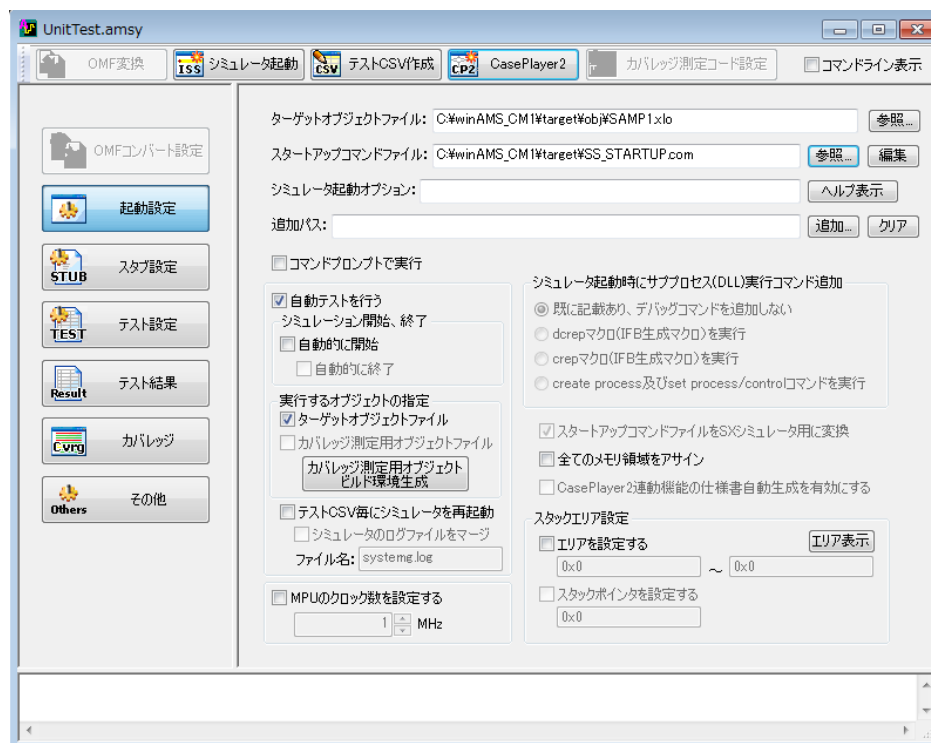 UnitTest.amsy
OMF変換
ISS シミュレータ起動
CSV テストCSV作成
CP2 CasePlayer2
カバレッジ測定コード設定
コマンドライン表示
OMFコンバート設定
起動設定
STUB スタブ設定
TEST テスト設定
Result テスト結果
Cvrg カバレッジ
Others その他
ターゲットオブジェクトファイル: C:¥winAMS_CM1¥target¥obj¥SAMP1.xlo 参照...
スタートアップコマンドファイル: C:¥winAMS_CM1¥target¥SS_STARTUP.com 参照... 編集
シミュレータ起動オプション: ヘルプ表示
追加パス: 追加... クリア
コマンドプロンプトで実行
自動テストを行う
シミュレーション開始、終了
自動的に開始
自動的に終了
実行するオブジェクトの指定
ターゲットオブジェクトファイル
カバレッジ測定用オブジェクトファイル
カバレッジ測定用オブジェクト
ビルド環境生成
テストCSV毎にシミュレータを再起動
シミュレータのログファイルをマージ
ファイル名: systemg.log
MPUのクロック数を設定する
1 MHz
シミュレータ起動時にサブプロセス(DLL)実行コマンド追加
既に記載あり、デバッグコマンドを追加しない
dcrepマクロ(IFB生成マクロ)を実行
crepマクロ(IFB生成マクロ)を実行
create process及びset process/controlコマンドを実行
スタートアップコマンドファイルをSXシミュレータ用に変換
全てのメモリ領域をアサイン
CasePlayer2連動機能の仕様書自動生成を有効にする
スタックエリア設定
エリアを設定する エリア表示
0x0 ～ 0x0
スタックポインタを設定する
0x0